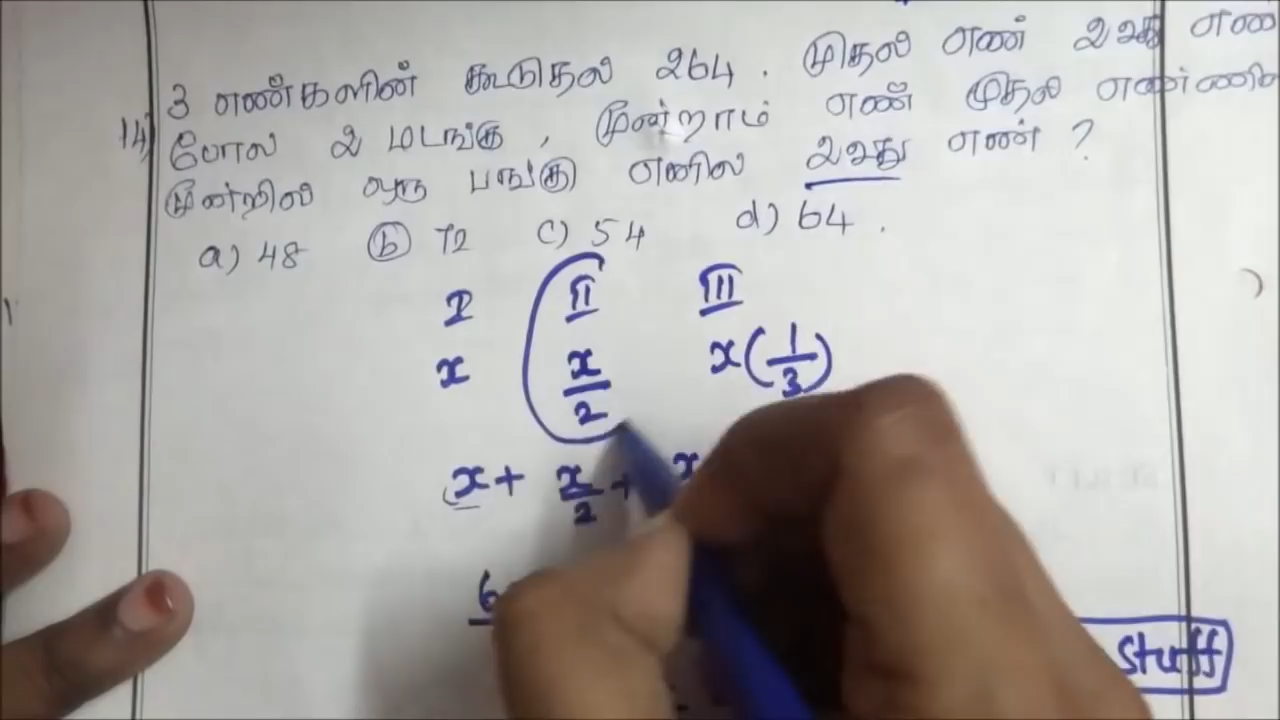 3 எண்களின் கூடுதல் 264 . முதல் எண் 2வது எண
14) போல 2 மடங்கு , மூன்றாம் எண் முதல் எண்ணின்
மூன்றில் ஒரு பங்கு எனில் 2வது எண் ?
a) 48 b) 72 c) 54 d) 64 .
I II III
x x/2 x(1/3)
x + x/2 + x
6
stuff